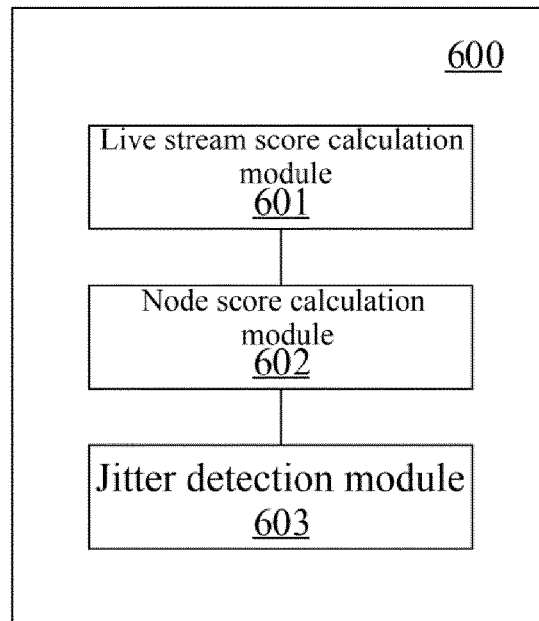 600
Live stream score calculation
module
601
Node score calculation
module
602
Jitter detection module
603